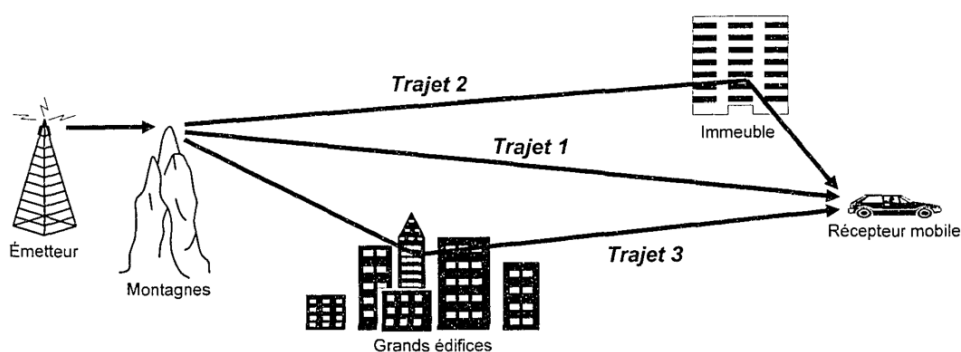 Trajet 2
Immeuble
Trajet 1
Émetteur
Récepteur mobile
Trajet 3
Montagnes
Grands édifices